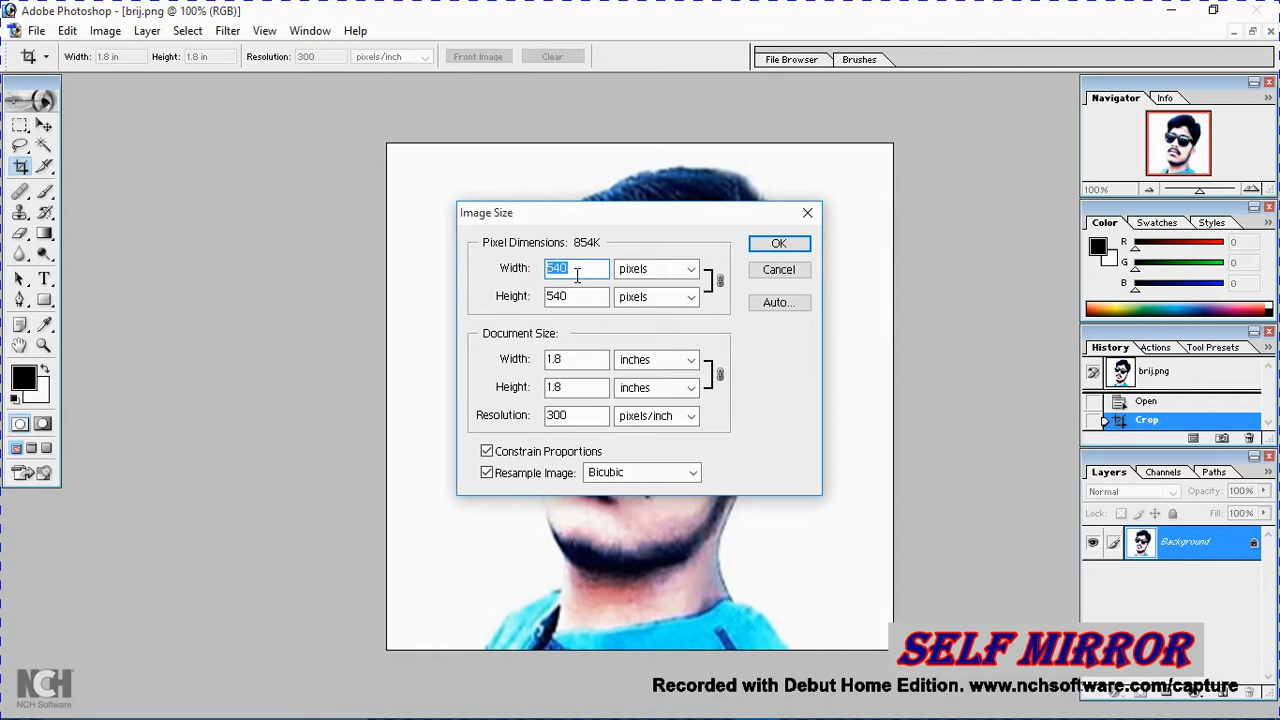 Adobe Photoshop - [brij.png @ 100% (RGB)]
File Edit Image Layer Select Filter View Window Help
Width: 1.8 in Height: 1.8 in Resolution: 300 pixels/inch Front Image Clear File Browser Brushes
Navigator Info
100%
Color Swatches Styles
R 0
G 0
B 0
History Actions Tool Presets
brij.png
Open
Crop
Layers Channels Paths
Normal Opacity: 100%
Lock: Fill: 100%
Background
Image Size
Pixel Dimensions: 854K
Width: 540 pixels
Height: 540 pixels
OK
Cancel
Auto...
Document Size:
Width: 1.8 inches
Height: 1.8 inches
Resolution: 300 pixels/inch
Constrain Proportions
Resample Image: Bicubic
T
SELF MIRROR
Recorded with Debut Home Edition. www.nchsoftware.com/capture
NCH
NCH Software